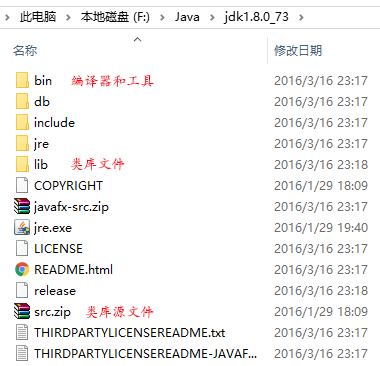 此电脑 > 本地磁盘 (F:) > Java > jdk1.8.0_73 >
名称 修改日期
bin 编译器和工具 2016/3/16 23:17
db 2016/3/16 23:17
include 2016/3/16 23:17
jre 2016/3/16 23:17
lib 类库文件 2016/3/16 23:18
COPYRIGHT 2016/1/29 18:09
javafx-src.zip 2016/3/16 23:17
jre.exe 2016/1/29 19:40
LICENSE 2016/3/16 23:17
README.html 2016/3/16 23:17
release 2016/3/16 23:18
src.zip 类库源文件 2016/1/29 18:09
THIRDPARTYLICENSEREADME.txt 2016/3/16 23:17
THIRDPARTYLICENSEREADME-JAVAF... 2016/3/16 23:17